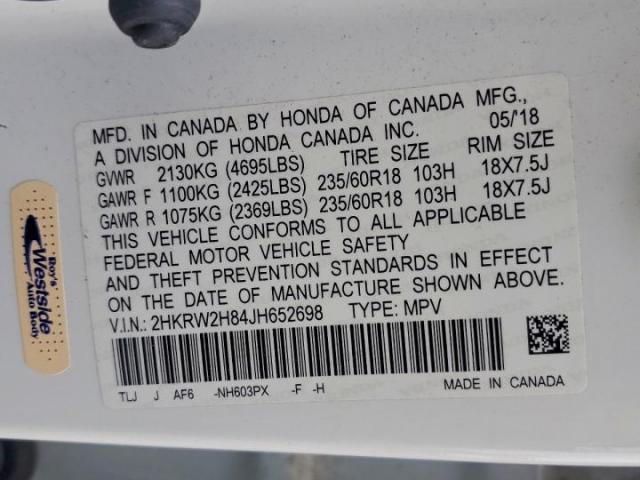 MFD. IN CANADA BY HONDA OF CANADA MFG.,
A DIVISION OF HONDA CANADA INC. 05/'18
GVWR 2130KG (4695LBS) TIRE SIZE RIM SIZE
GAWR F 1100KG (2425LBS) 235/60R18 103H 18X7.5J
GAWR R 1075KG (2369LBS) 235/60R18 103H 18X7.5J
THIS VEHICLE CONFORMS TO ALL APPLICABLE
FEDERAL MOTOR VEHICLE SAFETY
AND THEFT PREVENTION STANDARDS IN EFFECT
ON THE DATE OF MANUFACTURE SHOWN ABOVE.
V.I.N.: 2HKRW2H84JH652698 TYPE: MPV
TLJ J AF6 -NH603PX -F -H MADE IN CANADA
Boy's
Westside
Auto Body